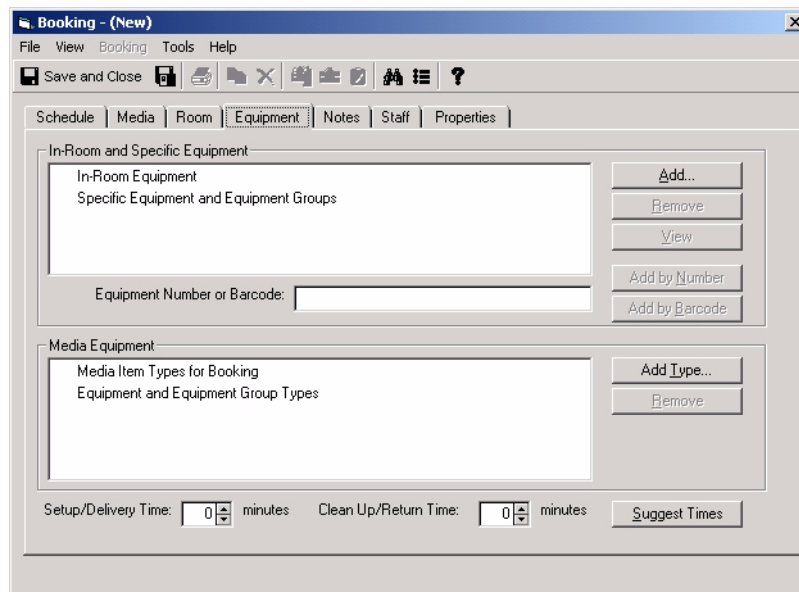 Booking - (New)
File View Booking Tools Help
Save and Close
Schedule Media Room Equipment Notes Staff Properties
In-Room and Specific Equipment
In-Room Equipment
Specific Equipment and Equipment Groups
Add...
Remove
View
Add by Number
Equipment Number or Barcode:
Add by Barcode
Media Equipment
Media Item Types for Booking
Equipment and Equipment Group Types
Add Type...
Remove
Setup/Delivery Time: 0 minutes Clean Up/Return Time: 0 minutes Suggest Times